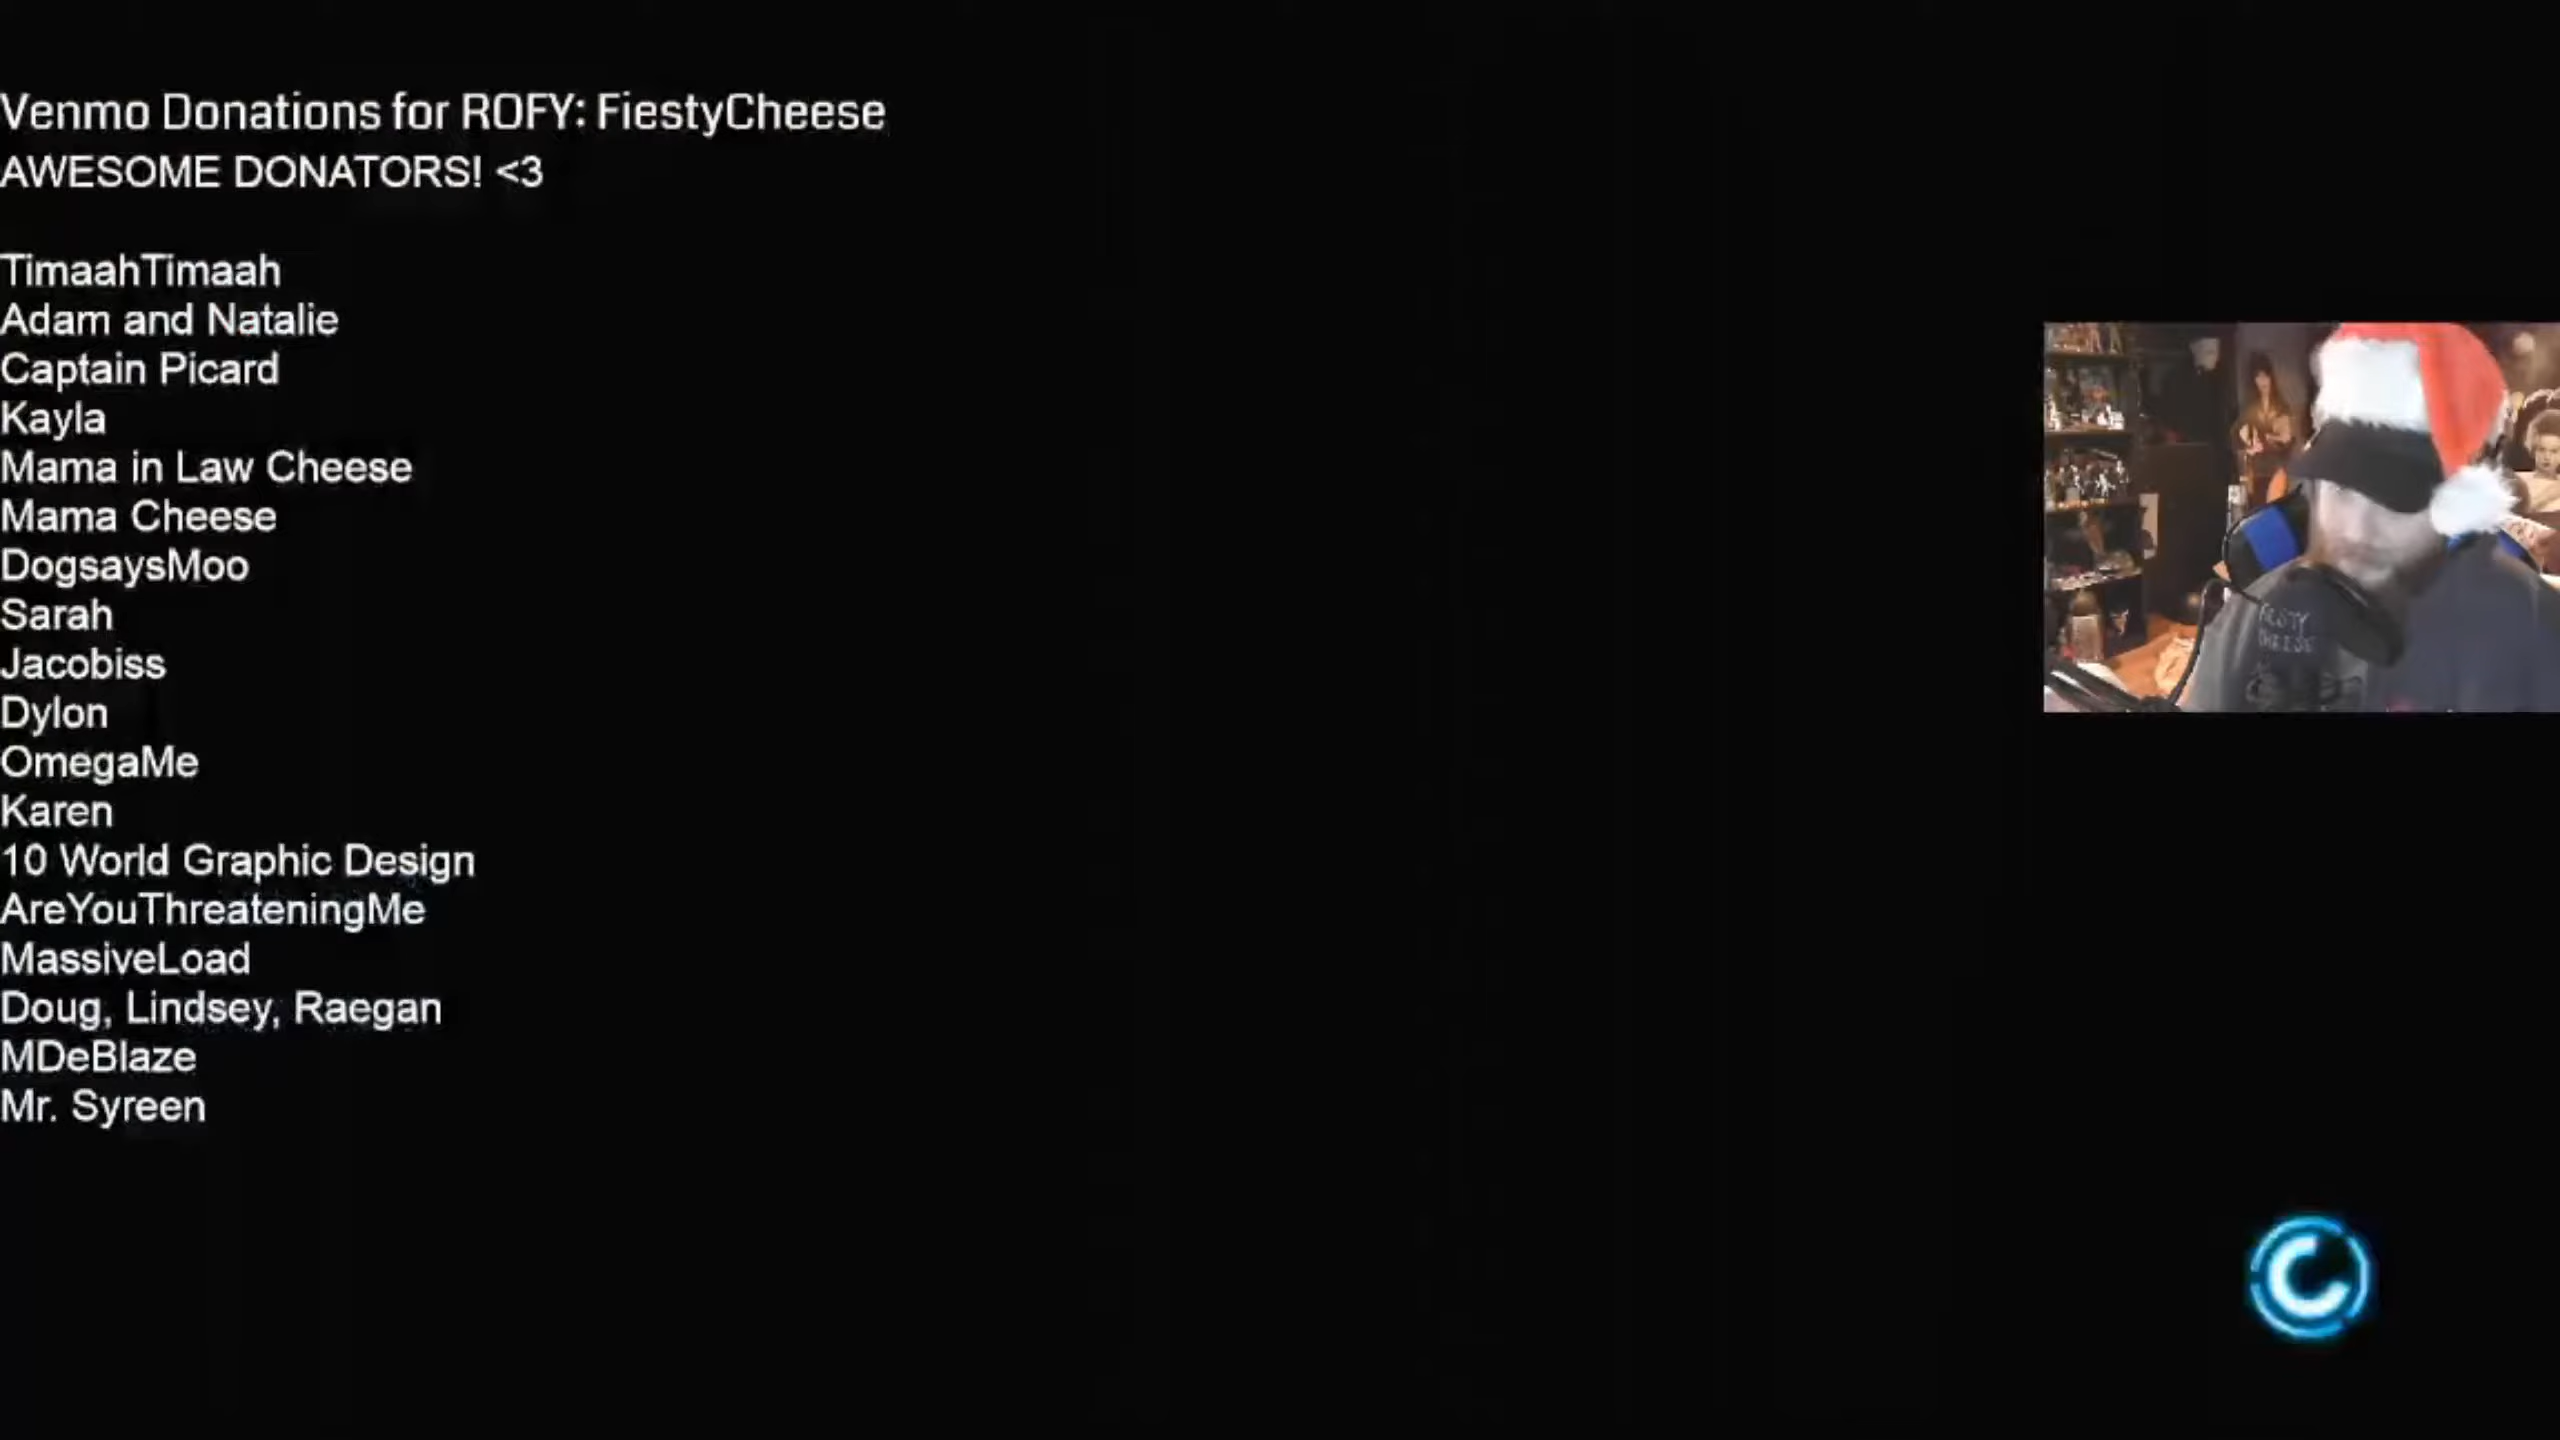 Venmo Donations for ROFY: FiestyCheese
AWESOME DONATORS! <3
TimaahTimaah
Adam and Natalie
Captain Picard
Kayla
Mama in Law Cheese
Mama Cheese
DogsaysMoo
Sarah
Jacobiss
Dylon
OmegaMe
Karen
10 World Graphic Design
AreYouThreateningMe
MassiveLoad
Doug, Lindsey, Raegan
MDeBlaze
Mr. Syreen
FIESTY
CHEESE